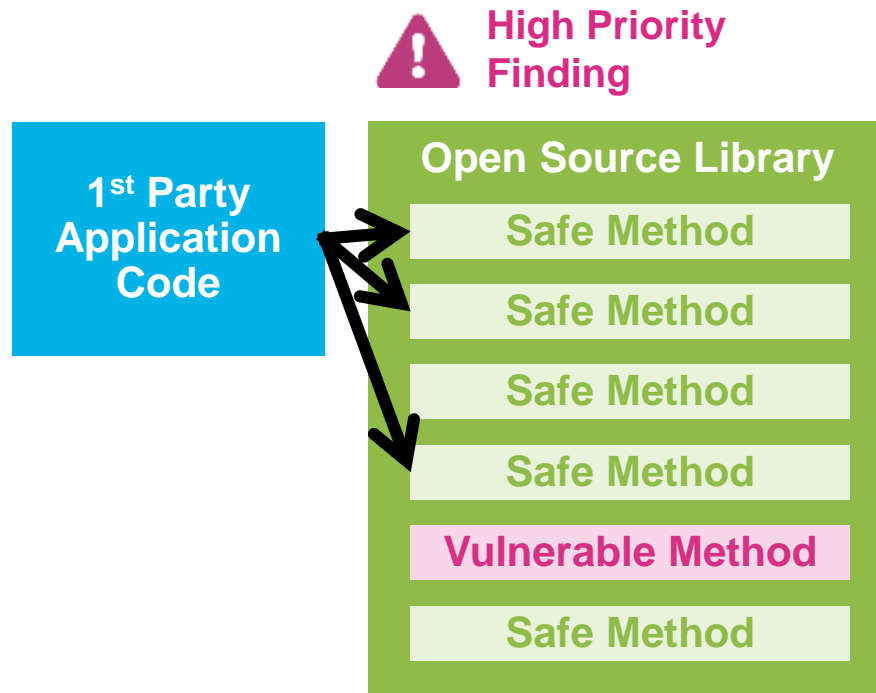 High Priority
Finding
1st Party
Application
Code
Open Source Library
Safe Method
Safe Method
Safe Method
Safe Method
Vulnerable Method
Safe Method